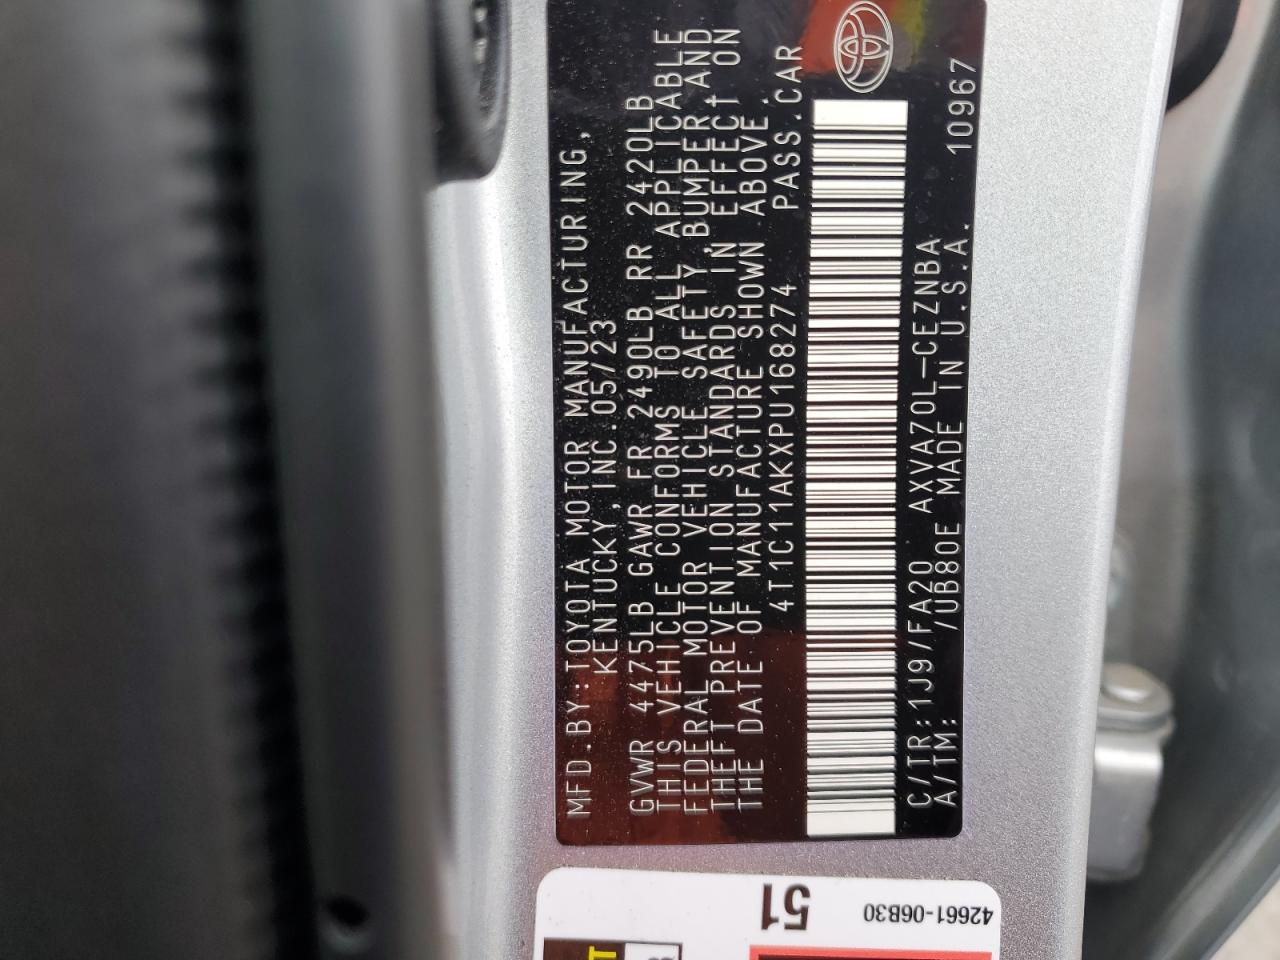 MFD.BY:TOYOTA MOTOR MANUFACTURING,
KENTUCKY,INC.05/23
GVWR 4475LB GAWR FR 2490LB RR 2420LB
THIS VEHICLE CONFORMS TO ALL APPLICABLE
FEDERAL MOTOR VEHICLE SAFETY,BUMPER,AND
THEFT PREVENTION STANDARDS IN EFFECT ON
THE DATE OF MANUFACTURE SHOWN ABOVE.
4T1C11AKXPU168274 PASS.CAR
C/TR:1J9/FA20 AXVA70L-CEZNBA
A/TM: /UB80E MADE IN U.S.A. 10967
42661-06B30
51